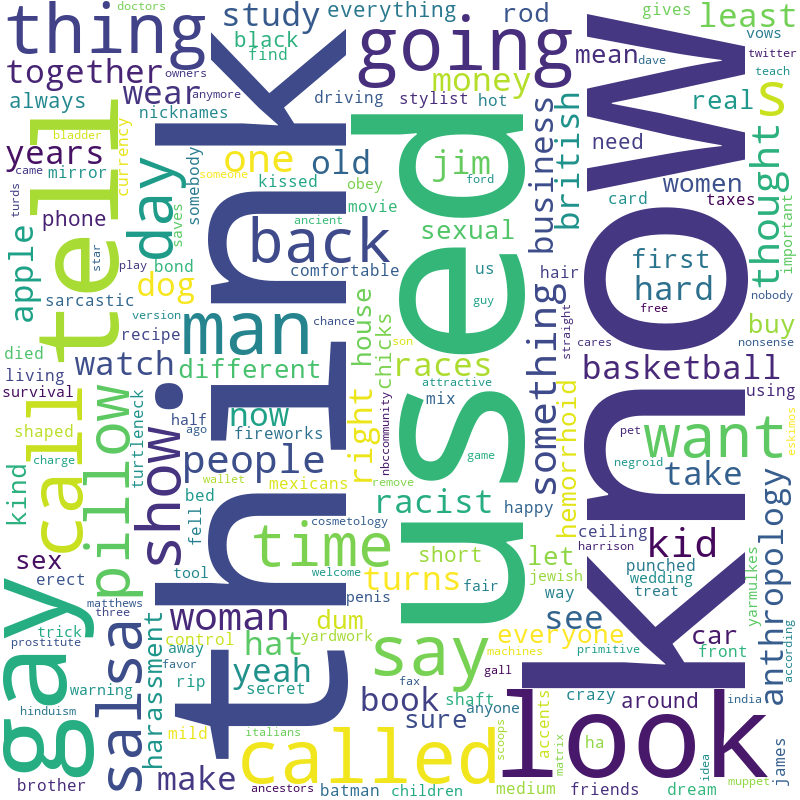 thing
going
know
think
used
look
tell
gay
called
say
want
time
man
back
day
call
pillow
show
salsa
people
woman
one
old
jim
money
study
everything
rod
gives
least
doctors
black
find
mean
vows
twitter
dave
teach
together
owners
anymore
wear
always
driving
stylist
hot
real
s
nicknames
bladder
currency
somebody
business
british
need
thought
years
came
mirror
someone
kissed
obey
ford
card
women
taxes
important
turds
phone
saves
movie
ancient
sexual
first
apple
star
play
bond
comfortable
us
hair
hard
nobody
sarcastic
dog
guy
free
version
recipe
chance
house
chicks
son
races
something
straight
cares
buy
nonsense
died
living
watch
different
attractive
basketball
survival
turtleneck
half
now
right
nbccommunity
mix
hemorrhoid
using
shaped
ago
fireworks
game
pet
eskimos
kind
charge
bed
mexicans
wallet
remove
racist
negroid
take
anthropology
fell
cosmetology
happy
ceiling
kid
sex
tool
welcome
short
let
harrison
erect
turns
fair
jewish
punched
wedding
yarmulkes
matthews
three
penis
way
treat
trick
harassment
hat
dum
yardwork
see
everyone
car
front
prostitute
control
away
favor
yeah
machines
primitive
according
hinduism
warning
rip
secret
fax
gall
book
shaft
anyone
crazy
around
india
mild
sure
scoops
accents
matrix
ha
idea
james
italians
brother
make
ancestors
batman
children
medium
friends
dream
muppet